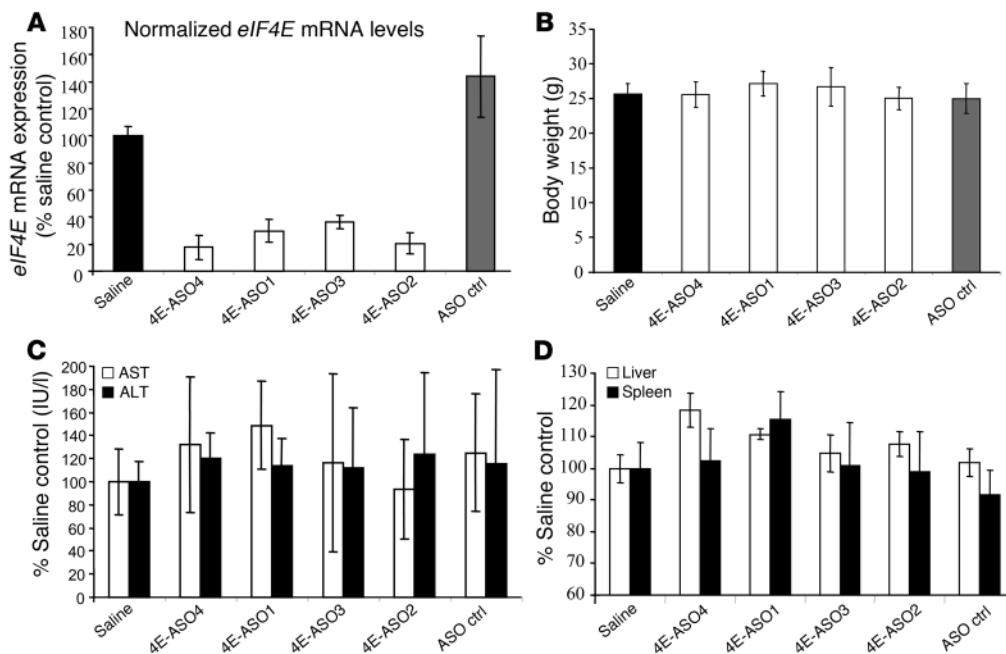 A
Normalized eIF4E mRNA levels
eIF4E mRNA expression
(% saline control)
180
160
140
120
100
80
60
40
20
0
Saline
4E-ASO4
4E-ASO1
4E-ASO3
4E-ASO2
ASO ctrl
B
Body weight (g)
35
30
25
20
15
10
5
0
Saline
4E-ASO4
4E-ASO1
4E-ASO3
4E-ASO2
ASO ctrl
C
AST
ALT
% Saline control (IU/l)
200
180
160
140
120
100
80
60
40
20
0
Saline
4E-ASO4
4E-ASO1
4E-ASO3
4E-ASO2
ASO ctrl
D
Liver
Spleen
% Saline control
130
120
110
100
90
80
70
60
Saline
4E-ASO4
4E-ASO1
4E-ASO3
4E-ASO2
ASO ctrl